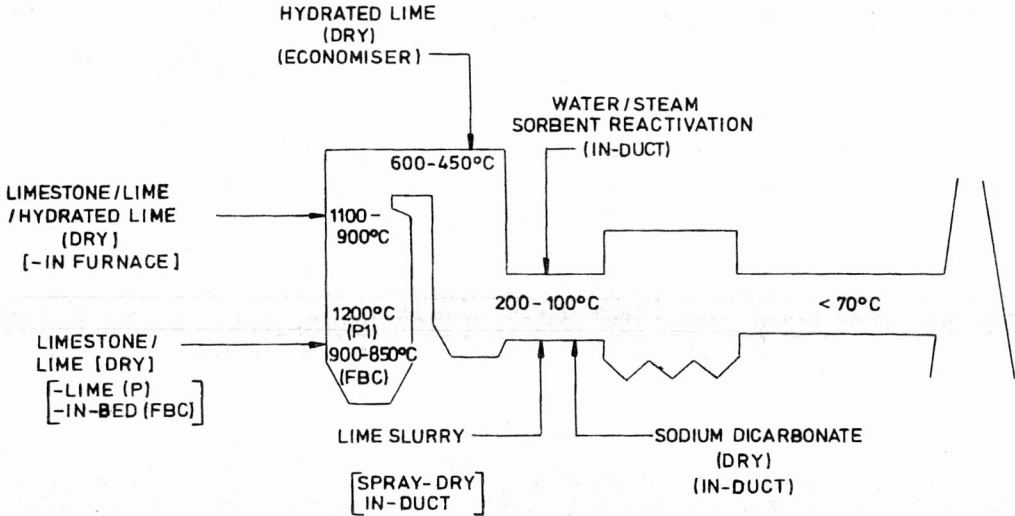 HYDRATED LIME
(DRY)
(ECONOMISER)
WATER/STEAM
SORBENT REACTIVATION
(IN-DUCT)
600-450°C
LIMESTONE/LIME
/HYDRATED LIME
(DRY)
[-IN FURNACE]
1100-
900°C
200-100°C
<70°C
1200°C
(P1)
900-850°C
(FBC)
LIMESTONE/
LIME [DRY]
[-LIME (P)
-IN-BED (FBC)]
LIME SLURRY
[SPRAY-DRY
IN-DUCT]
SODIUM DICARBONATE
(DRY)
(IN-DUCT)